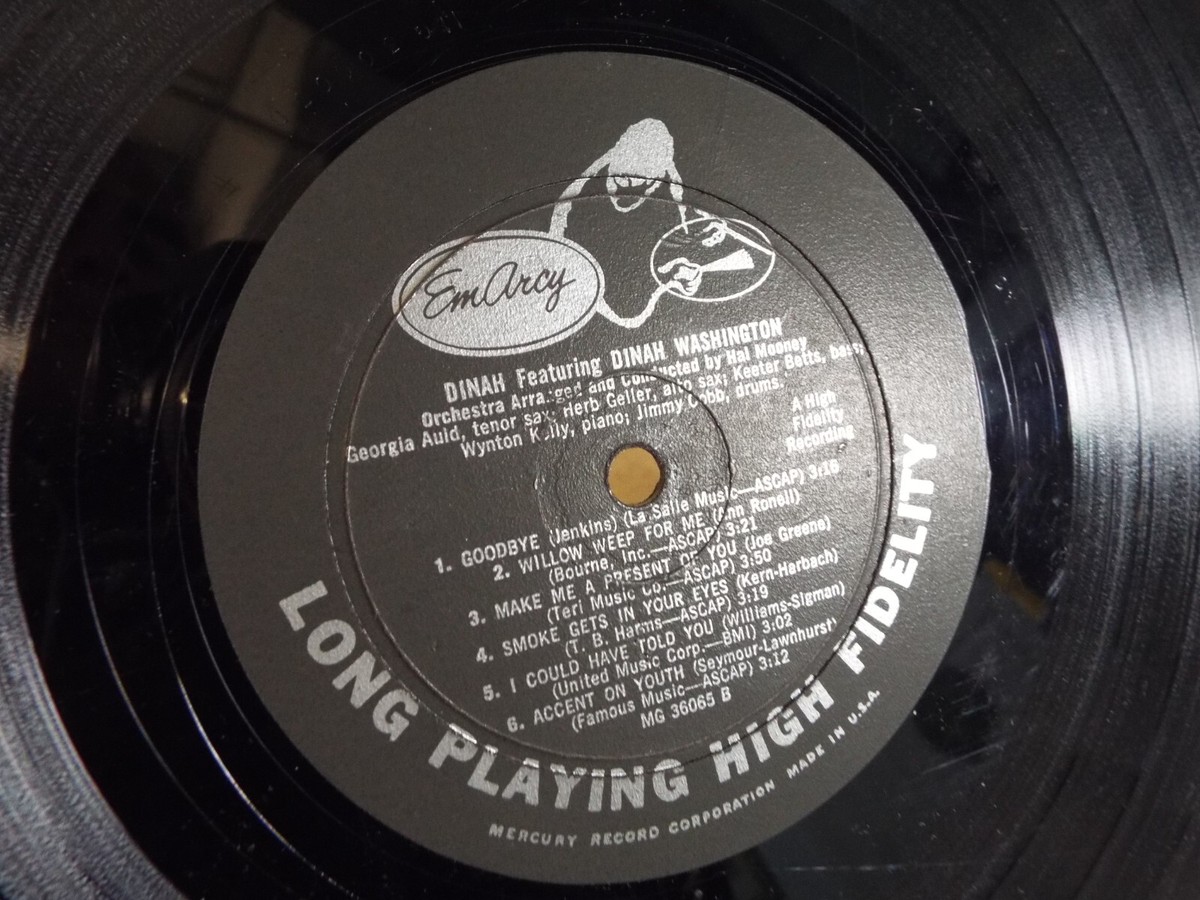 EmArcy
DINAH Featuring DINAH WASHINGTON
Orchestra Arranged and Conducted by Hal Mooney
Georgia Auid, tenor sax; Herb Geller, alto sax; Keeter Betts, bass,
Wynton Kelly, piano; Jimmy Cobb, drums.
A High
Fidelity
Recording
1. GOODBYE (Jenkins) (La Salle Music—ASCAP) 3:16
2. WILLOW WEEP FOR ME (Ann Ronell)
(Bourne, Inc.—ASCAP) 3:21
3. MAKE ME A PRESENT OF YOU (Joe Greene)
(Teri Music Co.—ASCAP) 3:50
4. SMOKE GETS IN YOUR EYES (Kern-Harbach)
(T. B. Harms—ASCAP) 3:19
5. I COULD HAVE TOLD YOU (Williams-Sigman)
(United Music Corp.—BMI) 3:02
6. ACCENT ON YOUTH (Seymour-Lawnhurst)
(Famous Music—ASCAP) 3:12
MG 36065 B
LONG PLAYING HIGH FIDELITY
MERCURY RECORD CORPORATION MADE IN U.S.A.